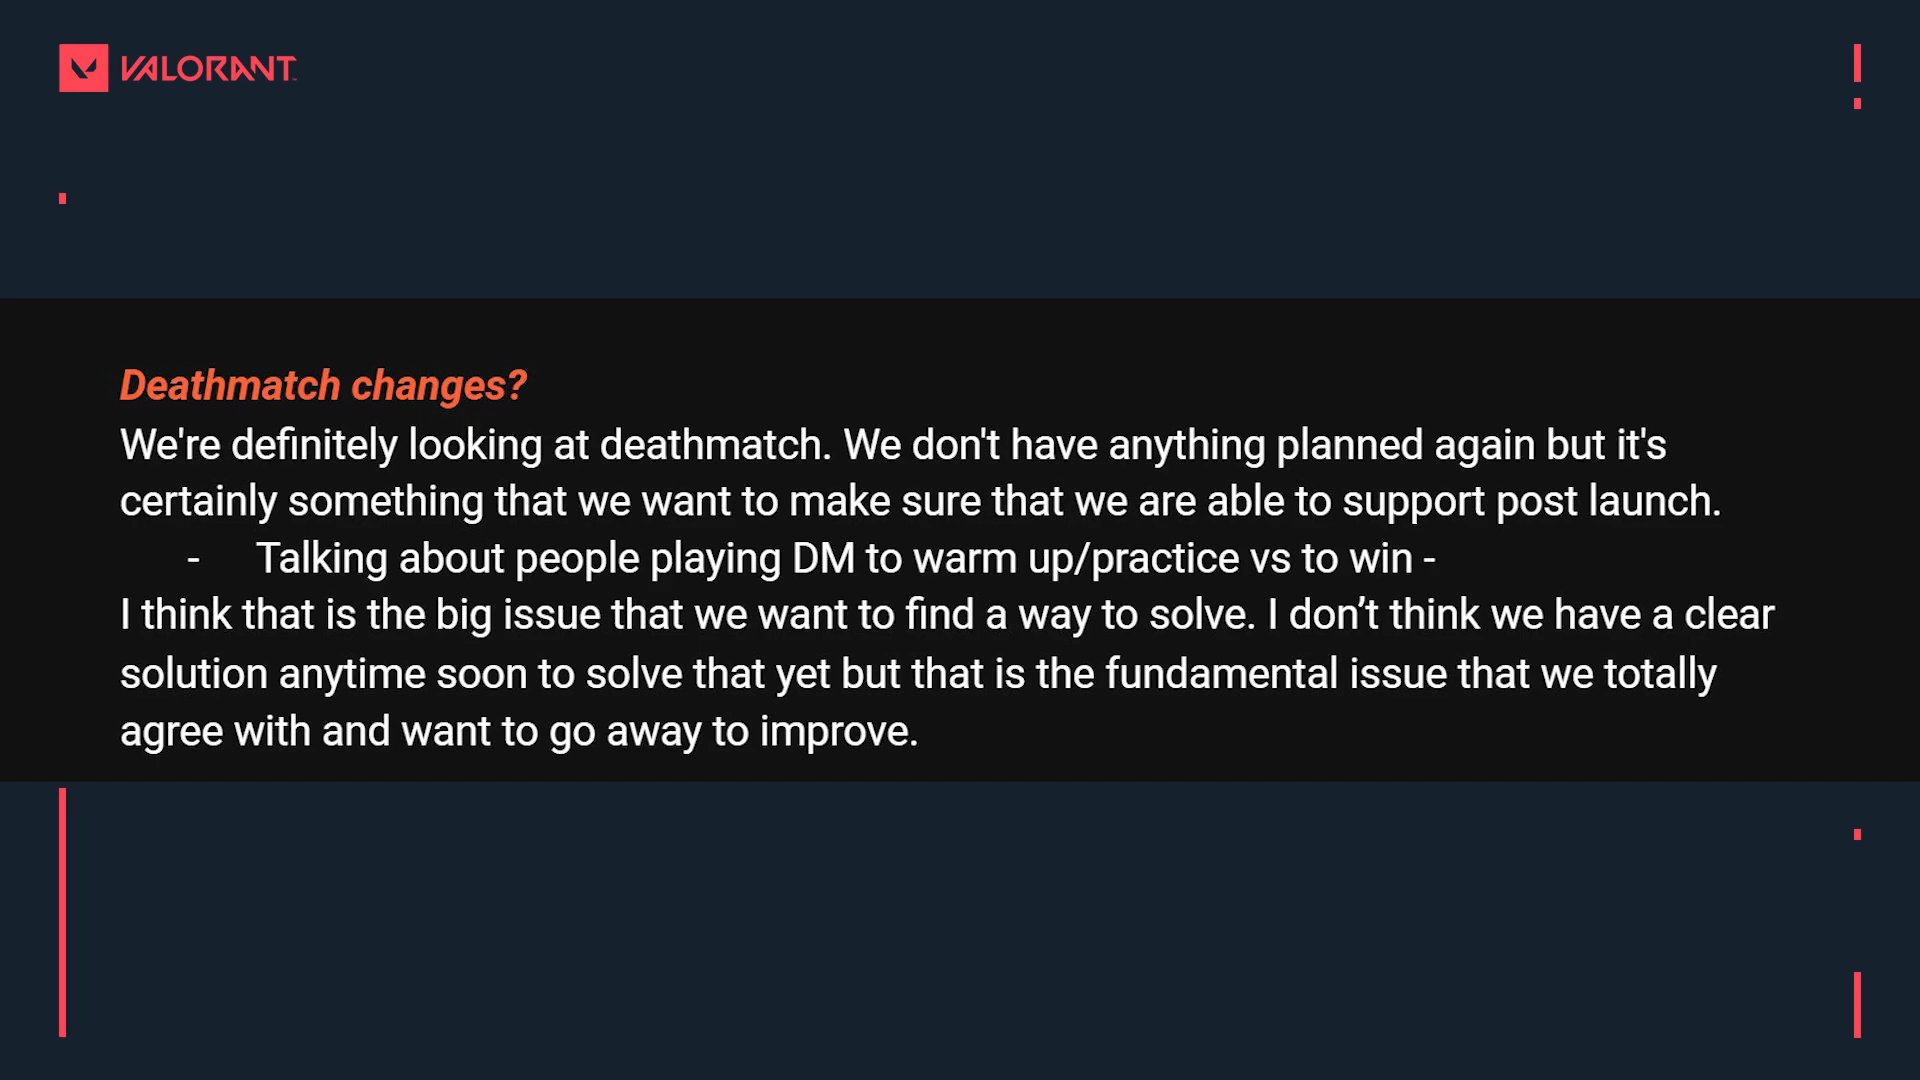 VALORANT
Deathmatch changes?
We're definitely looking at deathmatch. We don't have anything planned again but it's
certainly something that we want to make sure that we are able to support post launch.
- Talking about people playing DM to warm up/practice vs to win -
I think that is the big issue that we want to find a way to solve. I don’t think we have a clear
solution anytime soon to solve that yet but that is the fundamental issue that we totally
agree with and want to go away to improve.